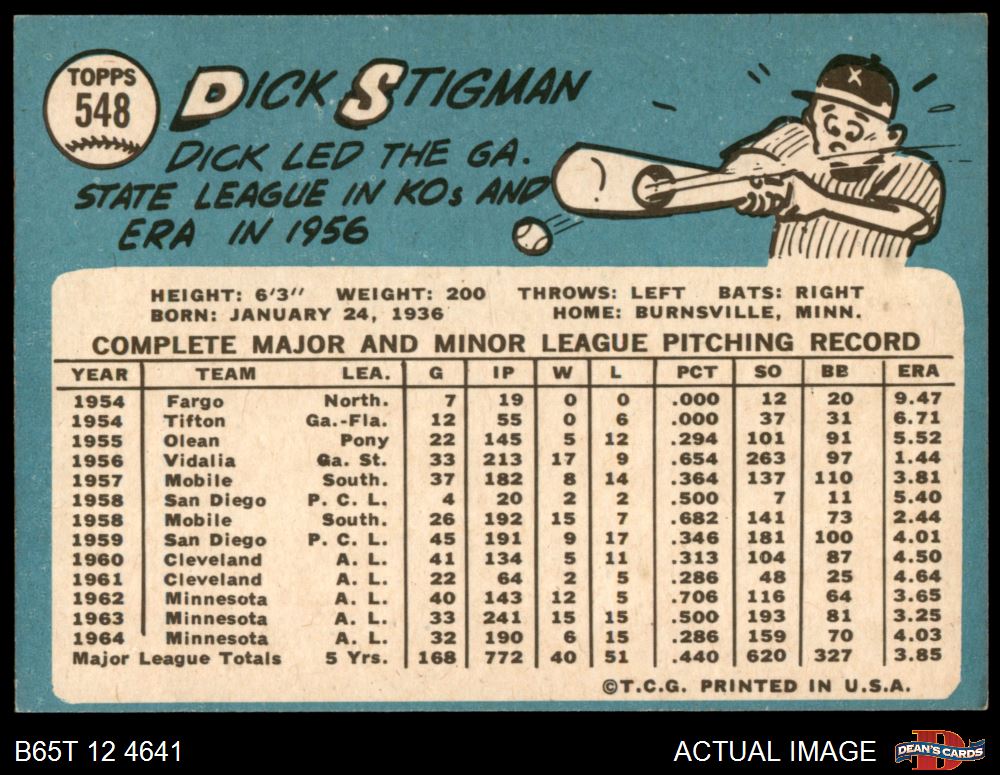 TOPPS
548
DICK STIGMAN
DICK LED THE GA.
STATE LEAGUE IN KOs AND
ERA IN 1956
HEIGHT: 6'3" WEIGHT: 200 THROWS: LEFT BATS: RIGHT
BORN: JANUARY 24, 1936 HOME: BURNSVILLE, MINN.
COMPLETE MAJOR AND MINOR LEAGUE PITCHING RECORD
YEAR TEAM LEA. G IP W L PCT SO BB ERA
1954 Fargo North. 7 19 0 0 .000 12 20 9.47
1954 Tifton Ga.-Fla. 12 55 0 6 .000 37 31 6.71
1955 Olean Pony 22 145 5 12 .294 101 91 5.52
1956 Vidalia Ga. St. 33 213 17 9 .654 263 97 1.44
1957 Mobile South. 37 182 8 14 .364 137 110 3.81
1958 San Diego P. C. L. 4 20 2 2 .500 7 11 5.40
1958 Mobile South. 26 192 15 7 .682 141 73 2.44
1959 San Diego P. C. L. 45 191 9 17 .346 181 100 4.01
1960 Cleveland A. L. 41 134 5 11 .313 104 87 4.50
1961 Cleveland A. L. 22 64 2 5 .286 48 25 4.64
1962 Minnesota A. L. 40 143 12 5 .706 116 64 3.65
1963 Minnesota A. L. 33 241 15 15 .500 193 81 3.25
1964 Minnesota A. L. 32 190 6 15 .286 159 70 4.03
Major League Totals 5 Yrs. 168 772 40 51 .440 620 327 3.85
©T.C.G. PRINTED IN U.S.A.
B65T 12 4641 ACTUAL IMAGE DEAN'S CARDS